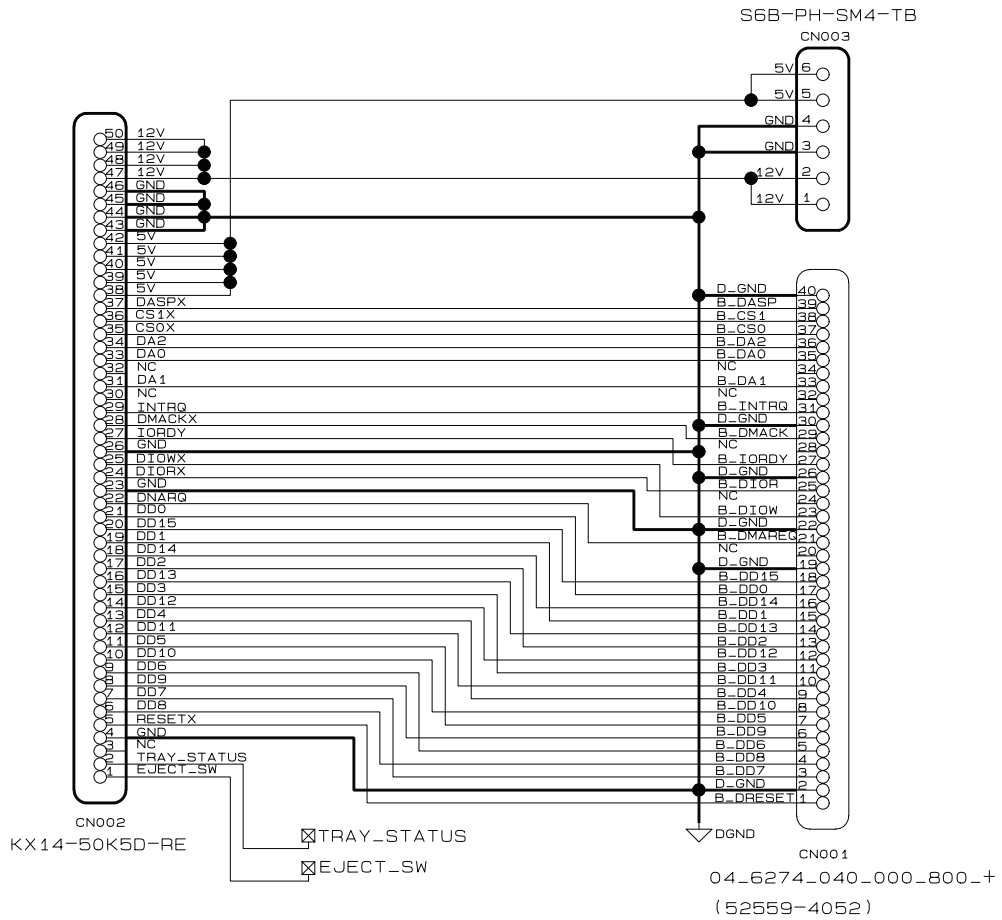 S6B-PH-SM4-TB
CN003
5V 6
5V 5
GND 4
GND 3
12V 2
12V 1
50 12V
49 12V
48 12V
47 12V
46 GND
45 GND
44 GND
43 GND
42 5V
41 5V
40 5V
39 5V
38 5V
37 DASPX
36 CS1X
35 CS0X
34 DA2
33 DA0
32 NC
31 DA1
30 NC
29 INTRQ
28 DMACKX
27 IORDY
26 GND
25 DIOWX
24 DIORX
23 GND
22 DNARQ
21 DD0
20 DD15
19 DD1
18 DD14
17 DD2
16 DD13
15 DD3
14 DD12
13 DD4
12 DD11
11 DD5
10 DD10
9 DD6
8 DD9
7 DD7
6 DD8
5 RESETX
4 GND
3 NC
2 TRAY_STATUS
1 EJECT_SW
CN002
KX14-50K5D-RE
TRAY_STATUS
EJECT_SW
D_GND 40
B_DASP 39
B_CS1 38
B_CS0 37
B_DA2 36
B_DA0 35
NC 34
B_DA1 33
NC 32
B_INTRQ 31
D_GND 30
B_DMACK 29
NC 28
B_IORDY 27
D_GND 26
B_DIOR 25
NC 24
B_DIOW 23
D_GND 22
B_DMAREQ 21
NC 20
D_GND 19
B_DD15 18
B_DD0 17
B_DD14 16
B_DD1 15
B_DD13 14
B_DD2 13
B_DD12 12
B_DD3 11
B_DD11 10
B_DD4 9
B_DD10 8
B_DD5 7
B_DD9 6
B_DD6 5
B_DD8 4
B_DD7 3
D_GND 2
B_DRESET 1
DGND
CN001
04_6274_040_000_800_+
(52559-4052)